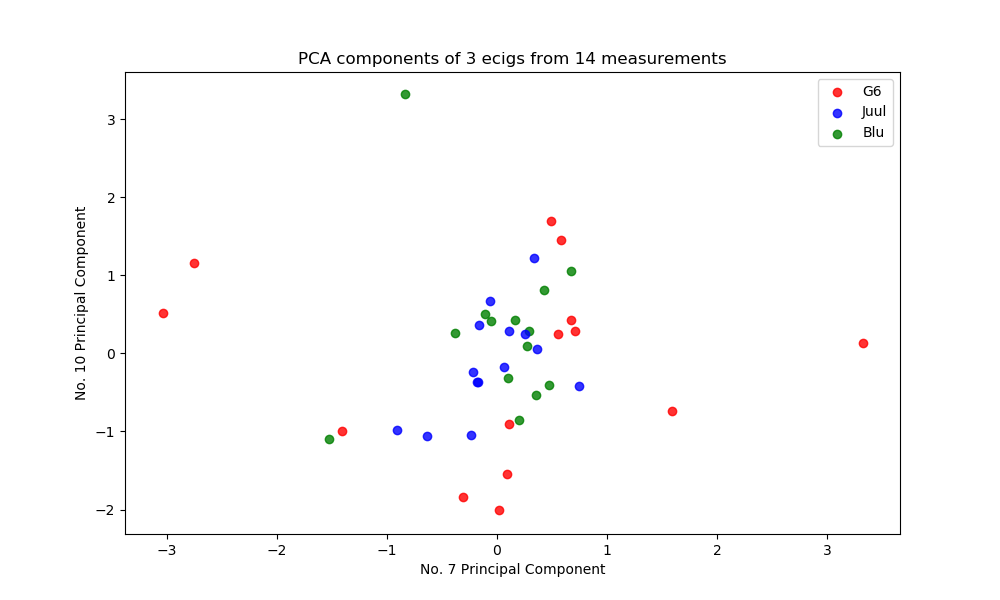 PCA components of 3 ecigs from 14 measurements
G6
Juul
Blu
3
2
1
0
−1
−2
No. 10 Principal Component
−3
−2
−1
0
1
2
3
No. 7 Principal Component